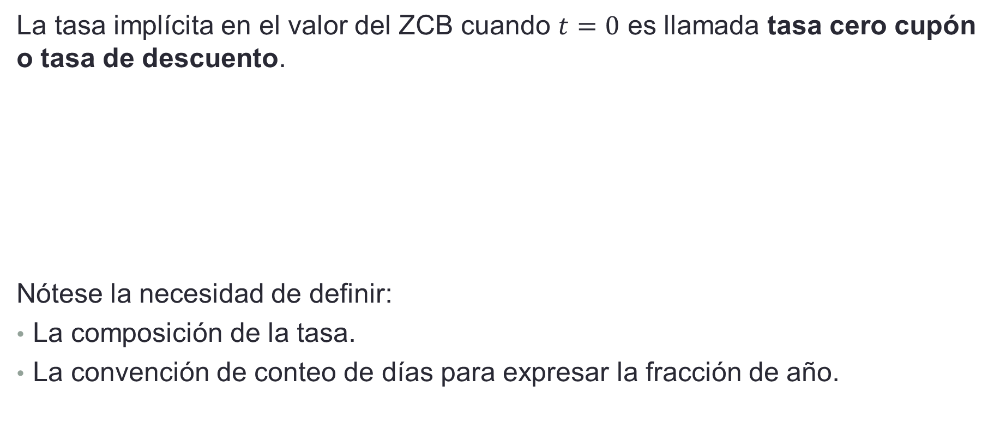 La tasa implícita en el valor del ZCB cuando t = 0 es llamada tasa cero cupón
o tasa de descuento.
Nótese la necesidad de definir:
• La composición de la tasa.
• La convención de conteo de días para expresar la fracción de año.